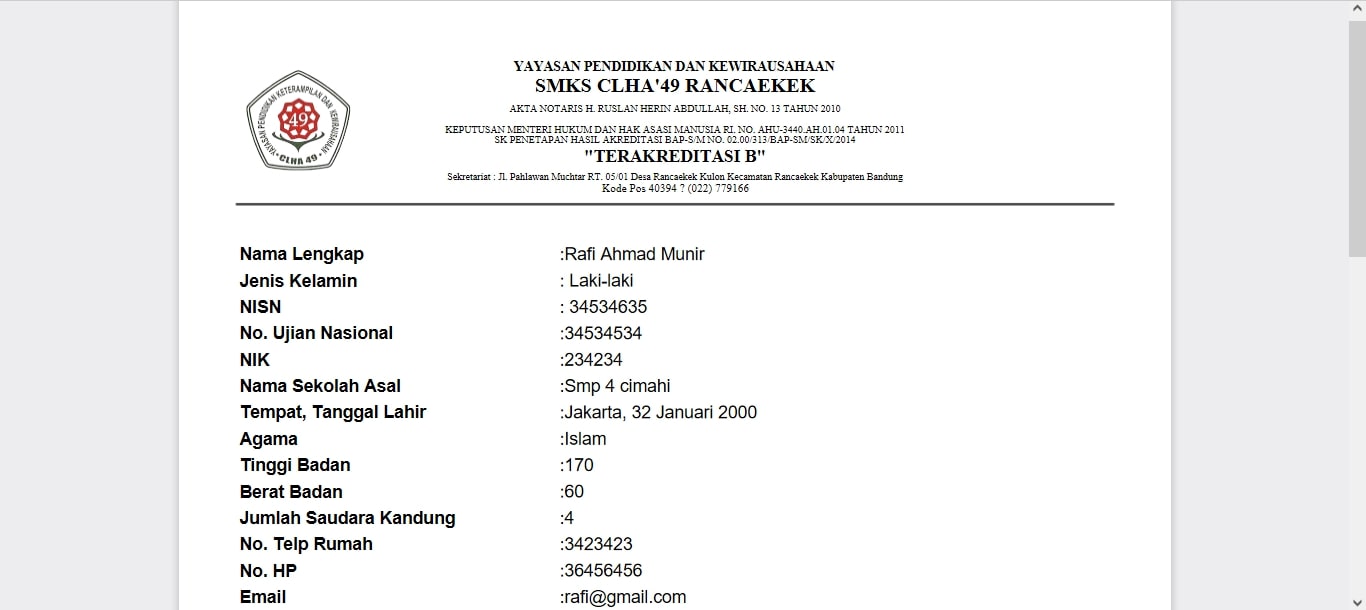 YAYASAN PENDIDIKAN KETERAMPILAN DAN KEWIRAUSAHAAN
49
CLHA 49
YAYASAN PENDIDIKAN DAN KEWIRAUSAHAAN
SMKS CLHA'49 RANCAEKEK
AKTA NOTARIS H. RUSLAN HERIN ABDULLAH, SH. NO. 13 TAHUN 2010
KEPUTUSAN MENTERI HUKUM DAN HAK ASASI MANUSIA RI. NO. AHU-3440.AH.01.04 TAHUN 2011
SK PENETAPAN HASIL AKREDITASI BAP-S/M NO. 02.00/313/BAP-SM/SK/X/2014
"TERAKREDITASI B"
Sekretariat : Jl. Pahlawan Muchtar RT. 05/01 Desa Rancaekek Kulon Kecamatan Rancaekek Kabupaten Bandung
Kode Pos 40394 ? (022) 779166
Nama Lengkap :Rafi Ahmad Munir
Jenis Kelamin : Laki-laki
NISN : 34534635
No. Ujian Nasional :34534534
NIK :234234
Nama Sekolah Asal :Smp 4 cimahi
Tempat, Tanggal Lahir :Jakarta, 32 Januari 2000
Agama :Islam
Tinggi Badan :170
Berat Badan :60
Jumlah Saudara Kandung :4
No. Telp Rumah :3423423
No. HP :36456456
Email :rafi@gmail.com